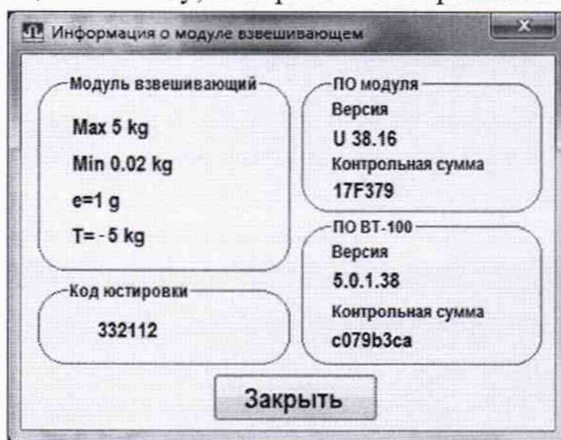 Информация о модуле взвешивающем
Модуль взвешивающий
Max 5 kg
Min 0.02 kg
e=1 g
T= - 5 kg
Код юстировки
332112
ПО модуля
Версия
U 38.16
Контрольная сумма
17F379
ПО ВТ-100
Версия
5.0.1.38
Контрольная сумма
c079b3ca
Закрыть